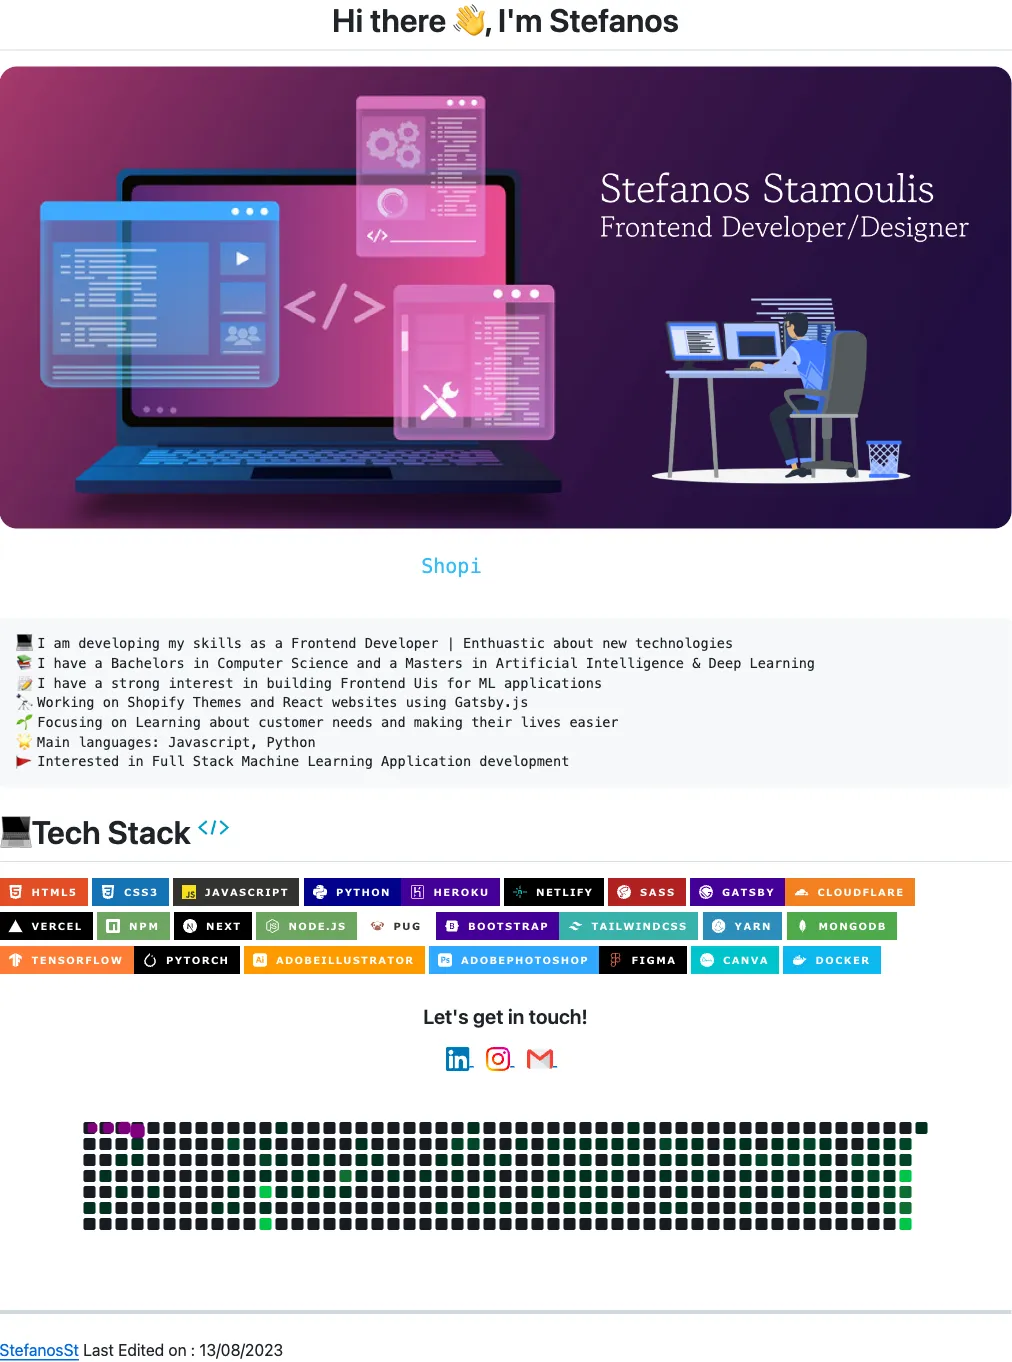 Hi there 👋, I'm Stefanos
Stefanos Stamoulis
Frontend Developer/Designer
</>
</>
Shopi
💻 I am developing my skills as a Frontend Developer | Enthuastic about new technologies
📚 I have a Bachelors in Computer Science and a Masters in Artificial Intelligence & Deep Learning
📝 I have a strong interest in building Frontend Uis for ML applications
🔭 Working on Shopify Themes and React websites using Gatsby.js
🌱 Focusing on Learning about customer needs and making their lives easier
🌟 Main languages: Javascript, Python
🚩 Interested in Full Stack Machine Learning Application development
💻Tech Stack </>
HTML5 CSS3 JS JAVASCRIPT PYTHON HEROKU NETLIFY SASS GATSBY CLOUDFLARE
VERCEL NPM NEXT NODE.JS PUG BOOTSTRAP TAILWINDCSS YARN MONGODB
TENSORFLOW PYTORCH Ai ADOBEILLUSTRATOR Ps ADOBEPHOTOSHOP FIGMA CANVA DOCKER
Let's get in touch!
in
StefanosSt Last Edited on : 13/08/2023